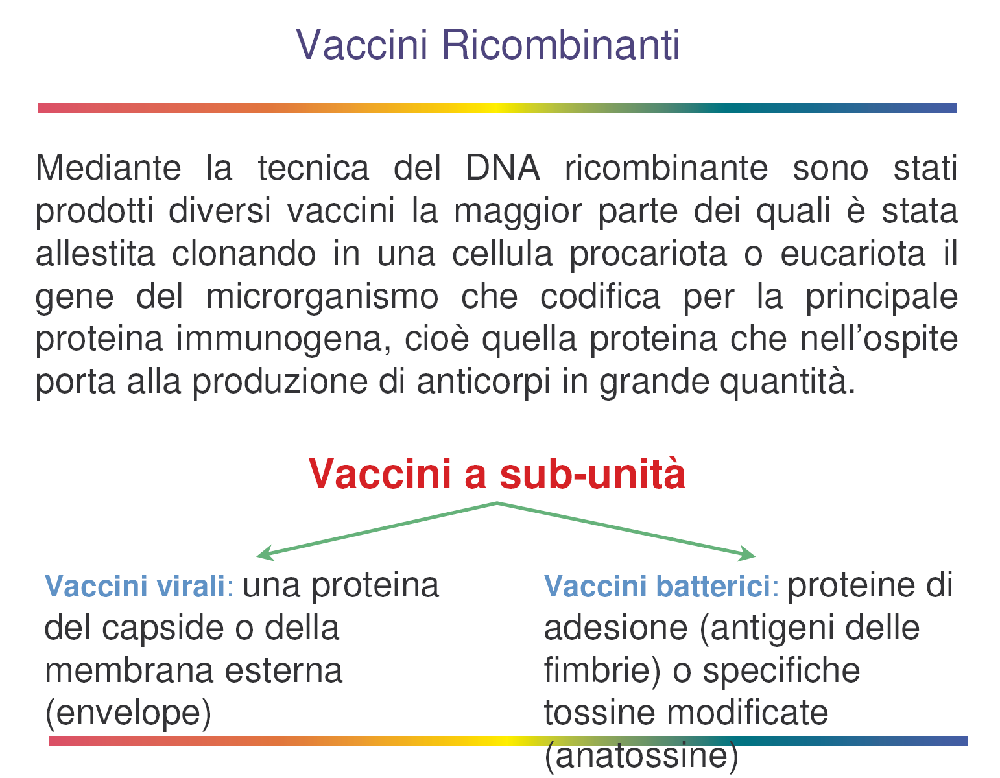 Vaccini Ricombinanti
Mediante la tecnica del DNA ricombinante sono stati
prodotti diversi vaccini la maggior parte dei quali è stata
allestita clonando in una cellula procariota o eucariota il
gene del microrganismo che codifica per la principale
proteina immunogena, cioè quella proteina che nell’ospite
porta alla produzione di anticorpi in grande quantità.
Vaccini a sub-unità
Vaccini virali: una proteina
del capside o della
membrana esterna
(envelope)
Vaccini batterici: proteine di
adesione (antigeni delle
fimbrie) o specifiche
tossine modificate
(anatossine)